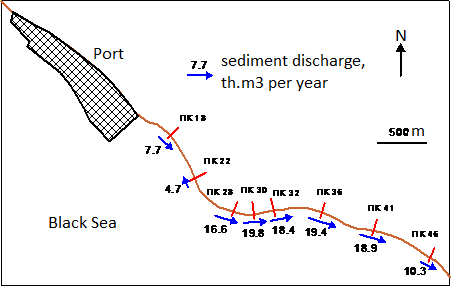 Port
7.7
sediment discharge,
th.m3 per year
N
500 m
Black Sea
ПК 18
7.7
ПК 22
4.7
ПК 28
16.6
ПК 30
19.8
ПК 32
18.4
ПК 36
19.4
ПК 41
18.9
ПК 46
10.3